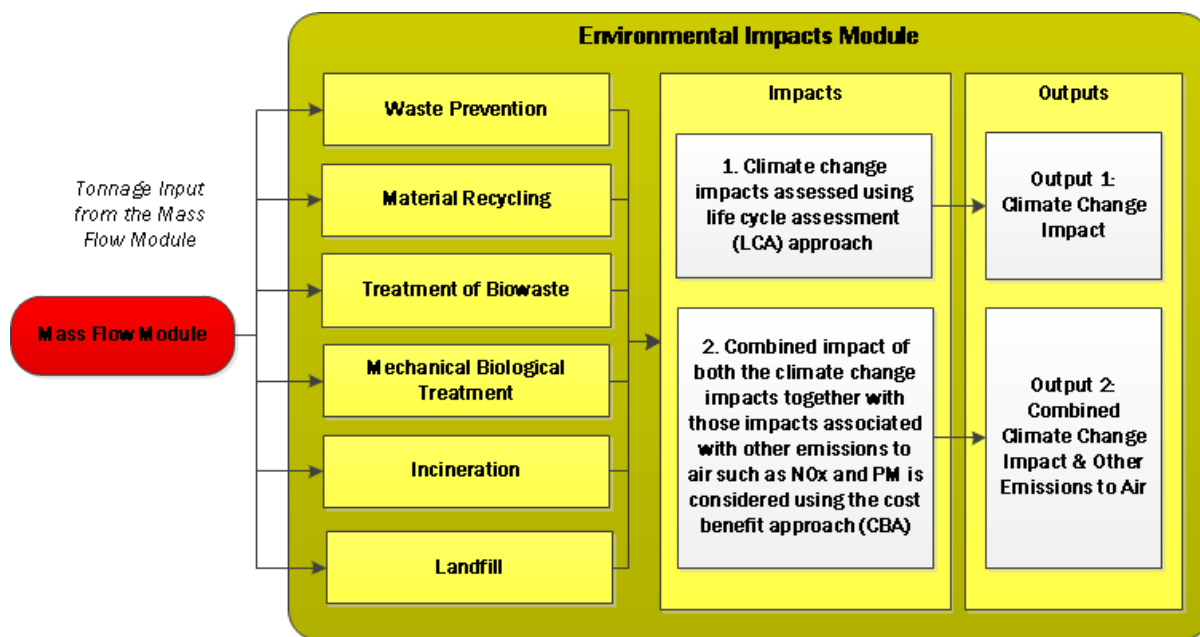 Environmental Impacts Module
Tonnage Input
from the Mass
Flow Module
Mass Flow Module
Waste Prevention
Material Recycling
Treatment of Biowaste
Mechanical Biological
Treatment
Incineration
Landfill
Impacts
1. Climate change
impacts assessed using
life cycle assessment
(LCA) approach
2. Combined impact of
both the climate change
impacts together with
those impacts associated
with other emissions to
air such as NOx and PM is
considered using the cost
benefit approach (CBA)
Outputs
Output 1:
Climate Change
Impact
Output 2:
Combined
Climate Change
Impact & Other
Emissions to Air